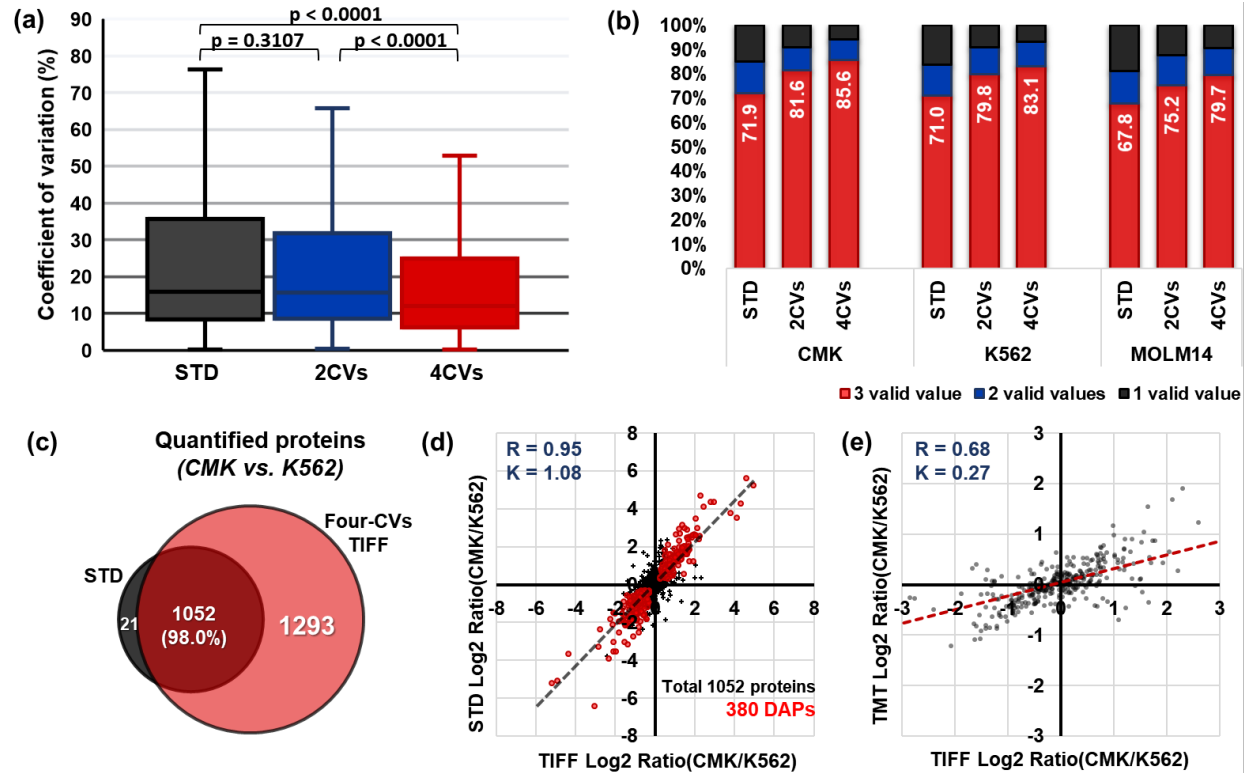 (a)
p < 0.0001
p = 0.3107
p < 0.0001
Coefficient of variation (%)
90
80
70
60
50
40
30
20
10
0
STD
2CVs
4CVs
(b)
100%
90%
80%
70%
60%
50%
40%
30%
20%
10%
0%
71.9
81.6
85.6
71.0
79.8
83.1
67.8
75.2
79.7
STD
2CVs
4CVs
STD
2CVs
4CVs
STD
2CVs
4CVs
CMK
K562
MOLM14
3 valid value
2 valid values
1 valid value
(c)
Quantified proteins
(CMK vs. K562)
Four-CVs
TIFF
STD
21
1052
(98.0%)
1293
(d)
R = 0.95
K = 1.08
STD Log2 Ratio(CMK/K562)
8
6
4
2
0
-2
-4
-6
-8
-8
-6
-4
-2
0
2
4
6
8
Total 1052 proteins
380 DAPs
TIFF Log2 Ratio(CMK/K562)
(e)
R = 0.68
K = 0.27
TMT Log2 Ratio(CMK/K562)
3
2
1
0
-1
-2
-3
-3
-2
-1
0
1
2
3
TIFF Log2 Ratio(CMK/K562)